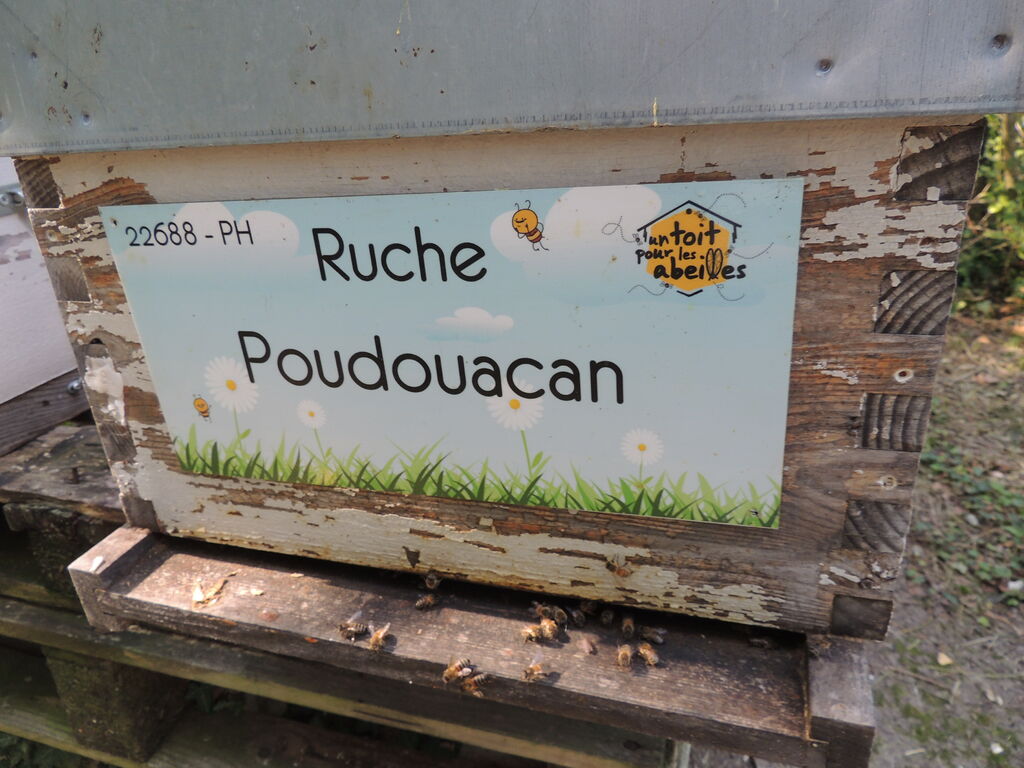 22688 - PH
Ruche
Poudouacan
un toit
pour les
abeilles